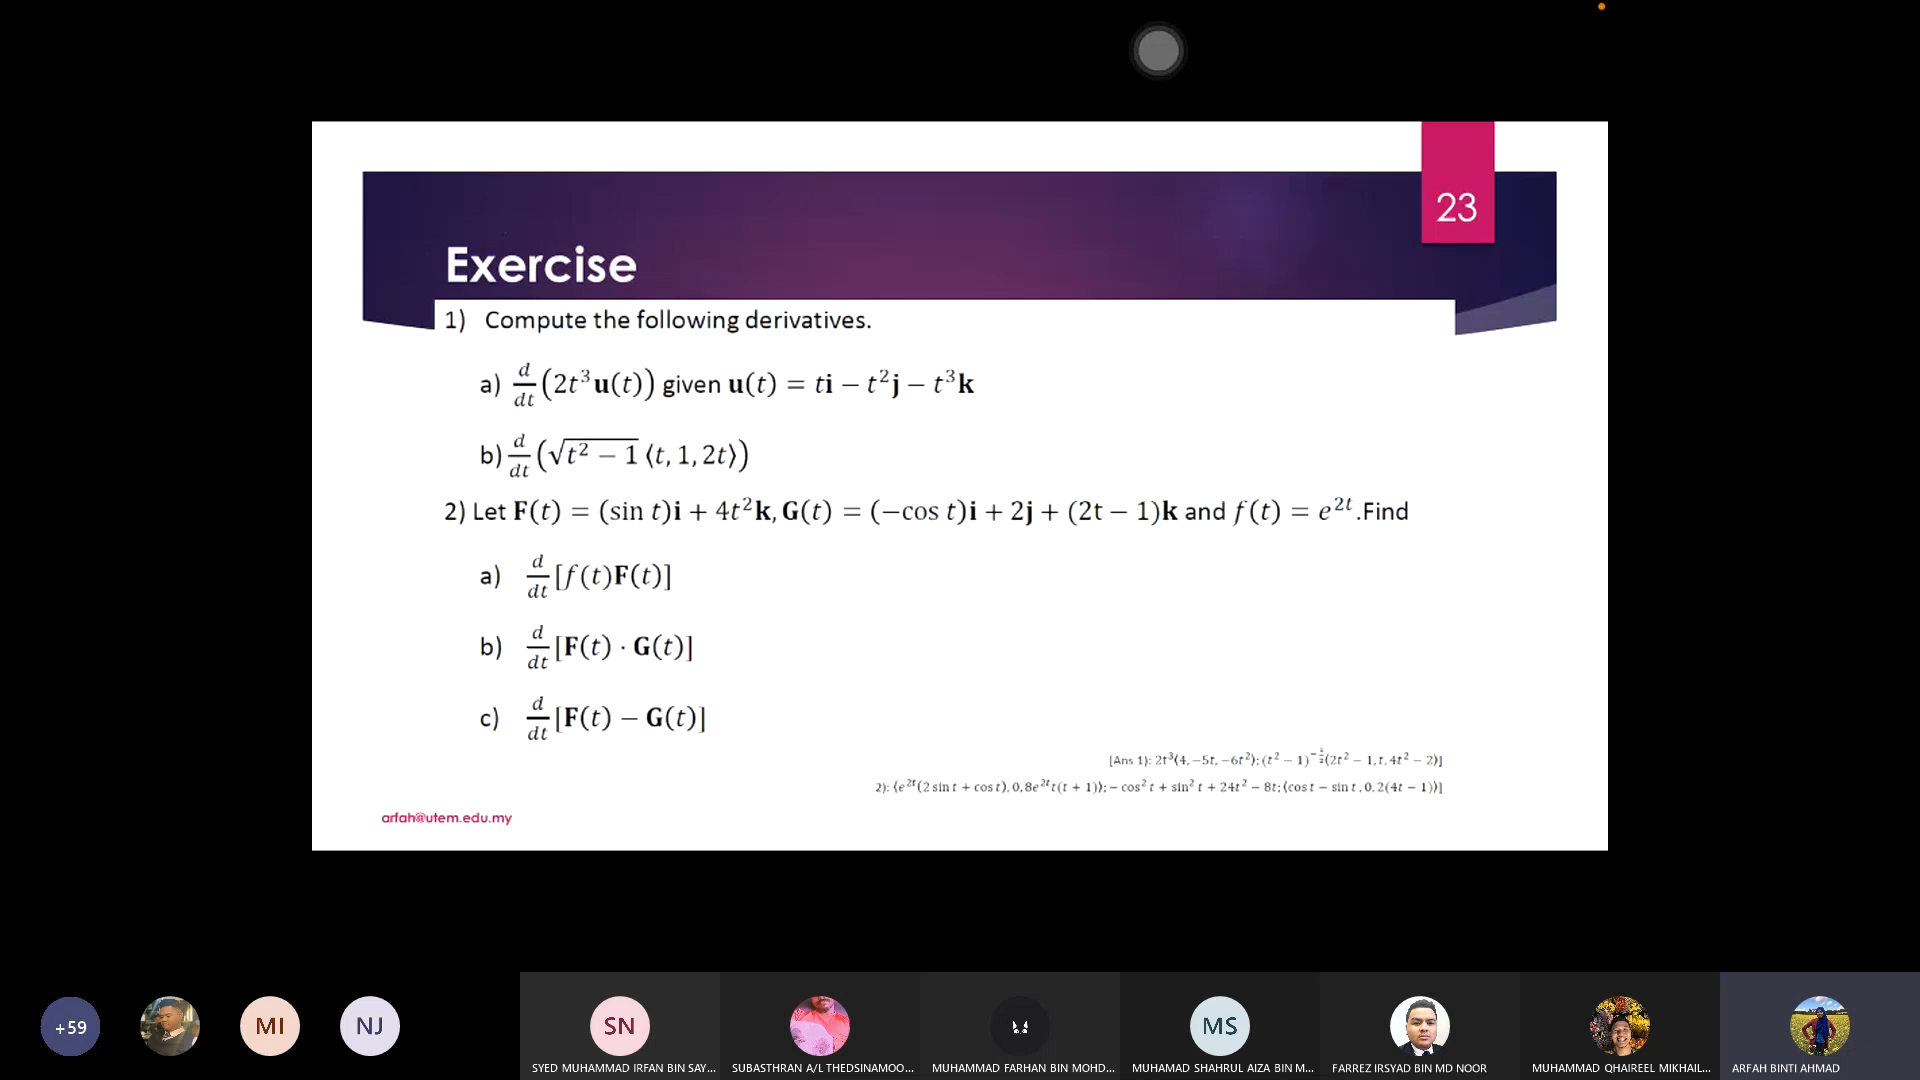 23
Exercise
1) Compute the following derivatives.
a) d/dt (2t³u(t)) given u(t) = ti − t²j − t³k
b) d/dt (√(t² − 1) ⟨t, 1, 2t⟩)
2) Let F(t) = (sin t)i + 4t²k, G(t) = (−cos t)i + 2j + (2t − 1)k and f(t) = e²ᵗ .Find
a) d/dt [f(t)F(t)]
b) d/dt [F(t) · G(t)]
c) d/dt [F(t) − G(t)]
[Ans 1): 2t³⟨4, −5t, −6t²⟩; (t² − 1)^(−1/2)⟨2t² − 1, t, 4t² − 2⟩]
2): ⟨e²ᵗ(2 sin t + cos t), 0, 8e²ᵗt(t + 1)⟩; − cos² t + sin² t + 24t² − 8t; ⟨cos t − sin t, 0, 2(4t − 1)⟩]
arfah@utem.edu.my
+59
MI
NJ
SN
MS
SYED MUHAMMAD IRFAN BIN SAY...
SUBASTHRAN A/L THEDSINAMOO...
MUHAMMAD FARHAN BIN MOHD...
MUHAMAD SHAHRUL AIZA BIN M...
FARREZ IRSYAD BIN MD NOOR
MUHAMMAD QHAIREEL MIKHAIL...
ARFAH BINTI AHMAD